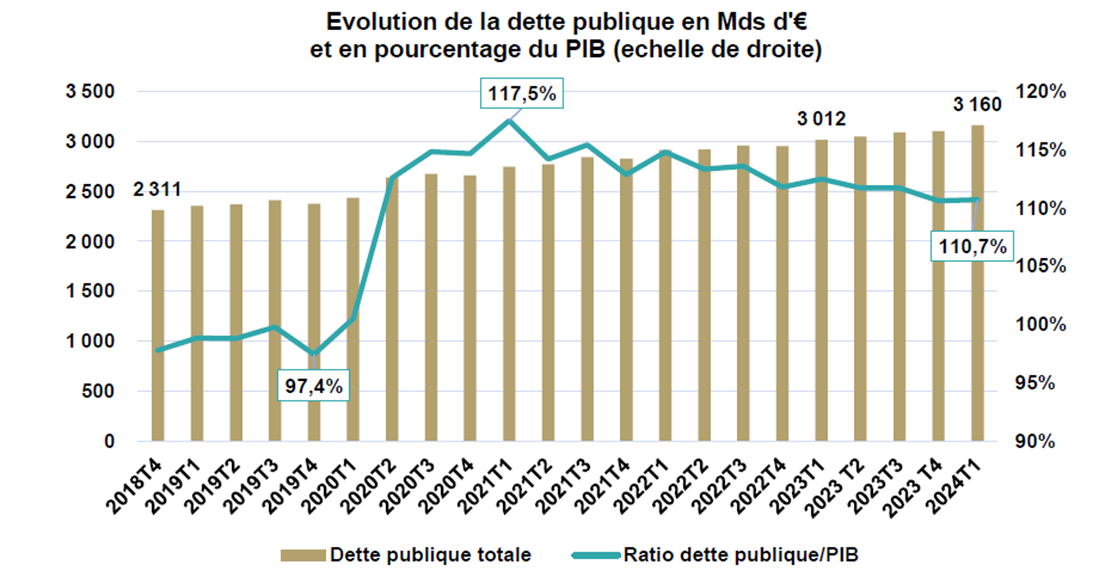 Evolution de la dette publique en Mds d'€
et en pourcentage du PIB (echelle de droite)
3 500
3 000
2 500
2 000
1 500
1 000
500
0
2 311
97,4%
117,5%
3 012
3 160
110,7%
120%
115%
110%
105%
100%
95%
90%
2018T4
2019T1
2019T2
2019T3
2019T4
2020T1
2020T2
2020T3
2020T4
2021T1
2021T2
2021T3
2021T4
2022T1
2022T2
2022T3
2022T4
2023T1
2023 T2
2023T3
2023 T4
2024T1
Dette publique totale
Ratio dette publique/PIB